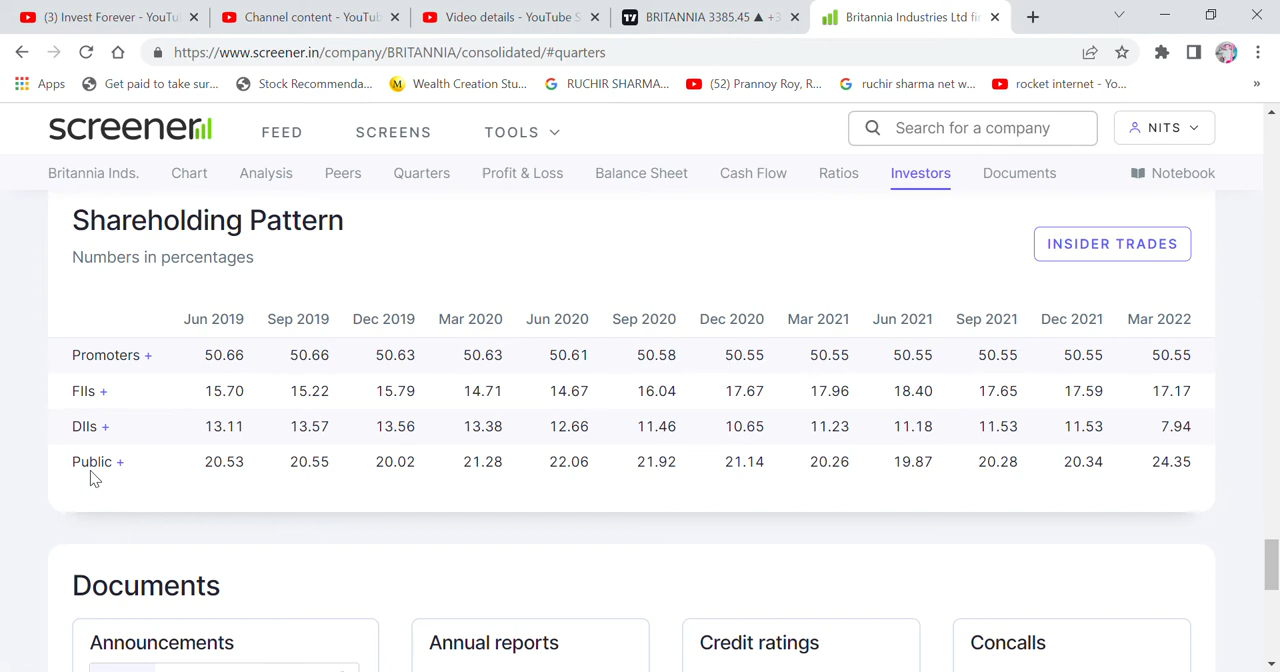 (3) Invest Forever - YouTu
Channel content - YouTub
Video details - YouTube S
BRITANNIA 3385.45 ▲ +3
Britannia Industries Ltd fi
https://www.screener.in/company/BRITANNIA/consolidated/#quarters
Apps
Get paid to take sur...
Stock Recommenda...
Wealth Creation Stu...
RUCHIR SHARMA...
(52) Prannoy Roy, R...
ruchir sharma net w...
rocket internet - Yo...
»
screener
FEED
SCREENS
TOOLS
Search for a company
NITS
Britannia Inds. Chart Analysis Peers Quarters Profit & Loss Balance Sheet Cash Flow Ratios Investors Documents Notebook
Shareholding Pattern
Numbers in percentages
INSIDER TRADES
Jun 2019 Sep 2019 Dec 2019 Mar 2020 Jun 2020 Sep 2020 Dec 2020 Mar 2021 Jun 2021 Sep 2021 Dec 2021 Mar 2022
Promoters + 50.66 50.66 50.63 50.63 50.61 50.58 50.55 50.55 50.55 50.55 50.55 50.55
FIIs + 15.70 15.22 15.79 14.71 14.67 16.04 17.67 17.96 18.40 17.65 17.59 17.17
DIIs + 13.11 13.57 13.56 13.38 12.66 11.46 10.65 11.23 11.18 11.53 11.53 7.94
Public + 20.53 20.55 20.02 21.28 22.06 21.92 21.14 20.26 19.87 20.28 20.34 24.35
Documents
Announcements
Annual reports
Credit ratings
Concalls